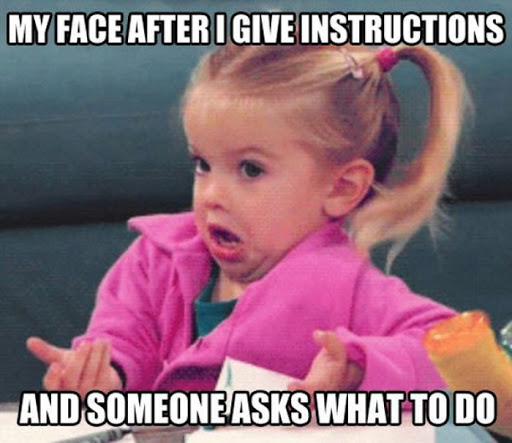 MY FACE AFTER I GIVE INSTRUCTIONS
AND SOMEONE ASKS WHAT TO DO